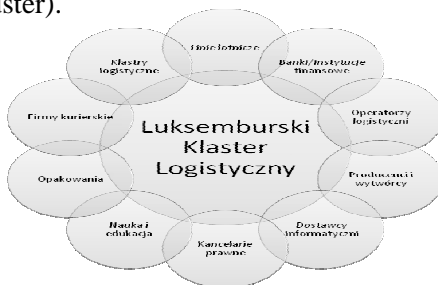 uster).
Linie lotnicze
Klastry
logistyczne
Banki/Instytucje
finansowe
Firmy kurierskie
Operatorzy
logistyczni
Luksemburski
Klaster
Logistyczny
Opakowania
Producenci i
wytwórcy
Nauka i
edukacja
Dostawcy
informatyczni
Kancelarie
prawne